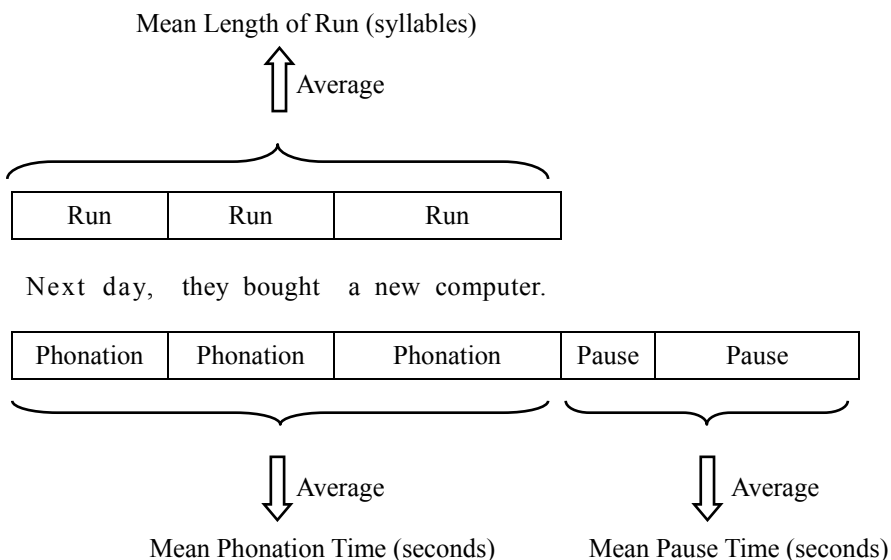 Mean Length of Run (syllables)
Average
Run Run Run
Next day, they bought a new computer.
Phonation Phonation Phonation Pause Pause
Average Average
Mean Phonation Time (seconds) Mean Pause Time (seconds)